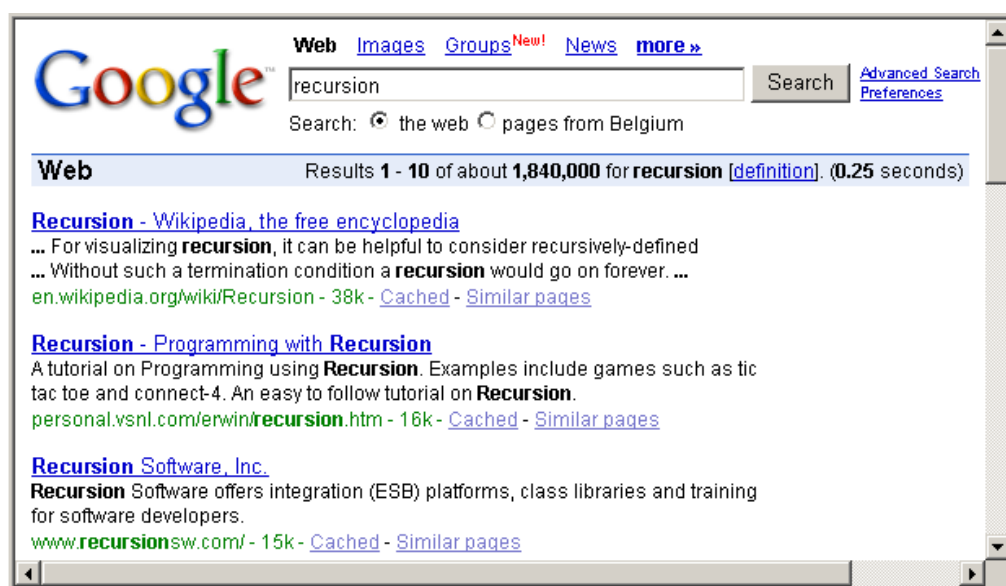 Google™
Web Images Groups New! News more »
recursion Search Advanced Search
Preferences
Search: the web pages from Belgium
Web Results 1 - 10 of about 1,840,000 for recursion [definition]. (0.25 seconds)
Recursion - Wikipedia, the free encyclopedia
... For visualizing recursion, it can be helpful to consider recursively-defined
... Without such a termination condition a recursion would go on forever. ...
en.wikipedia.org/wiki/Recursion - 38k - Cached - Similar pages
Recursion - Programming with Recursion
A tutorial on Programming using Recursion. Examples include games such as tic
tac toe and connect-4. An easy to follow tutorial on Recursion.
personal.vsnl.com/erwin/recursion.htm - 16k - Cached - Similar pages
Recursion Software, Inc.
Recursion Software offers integration (ESB) platforms, class libraries and training
for software developers.
www.recursionsw.com/ - 15k - Cached - Similar pages